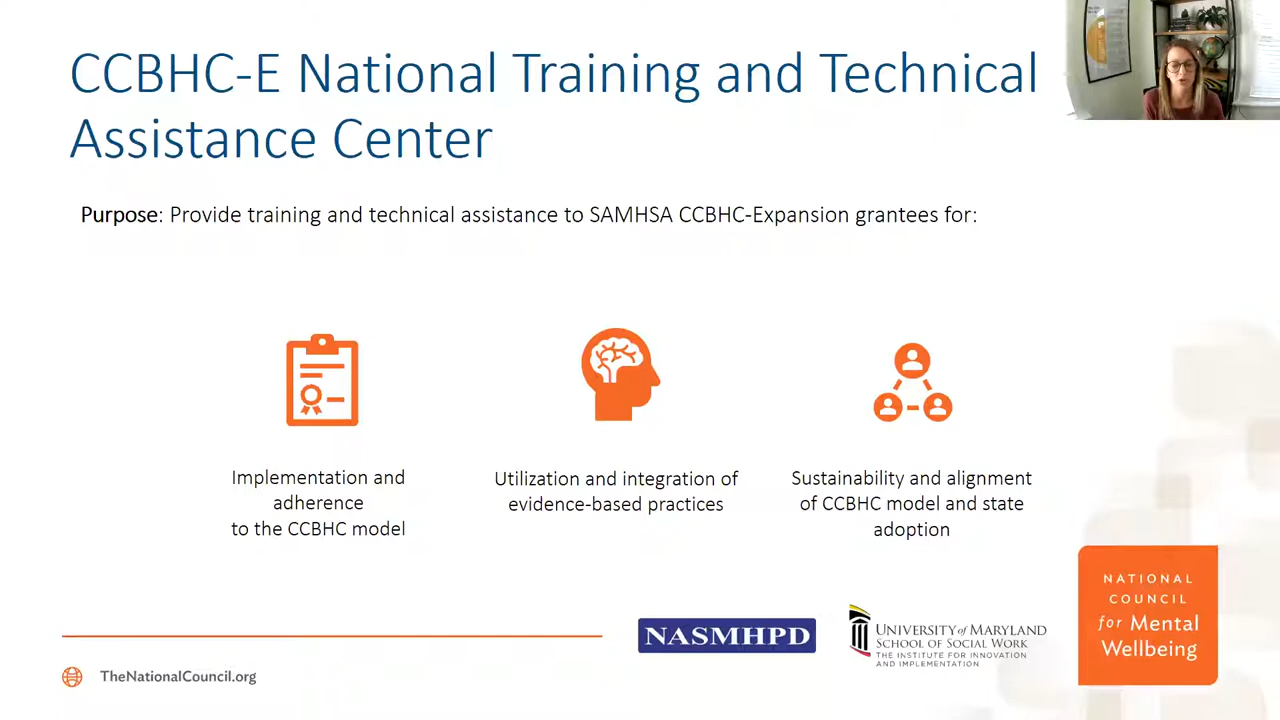 CCBHC-E National Training and Technical
Assistance Center
Purpose: Provide training and technical assistance to SAMHSA CCBHC-Expansion grantees for:
Implementation and
adherence
to the CCBHC model
Utilization and integration of
evidence-based practices
Sustainability and alignment
of CCBHC model and state
adoption
TheNationalCouncil.org
NASMHPD
UNIVERSITY of MARYLAND
SCHOOL OF SOCIAL WORK
THE INSTITUTE FOR INNOVATION
AND IMPLEMENTATION
NATIONAL
COUNCIL
for Mental
Wellbeing